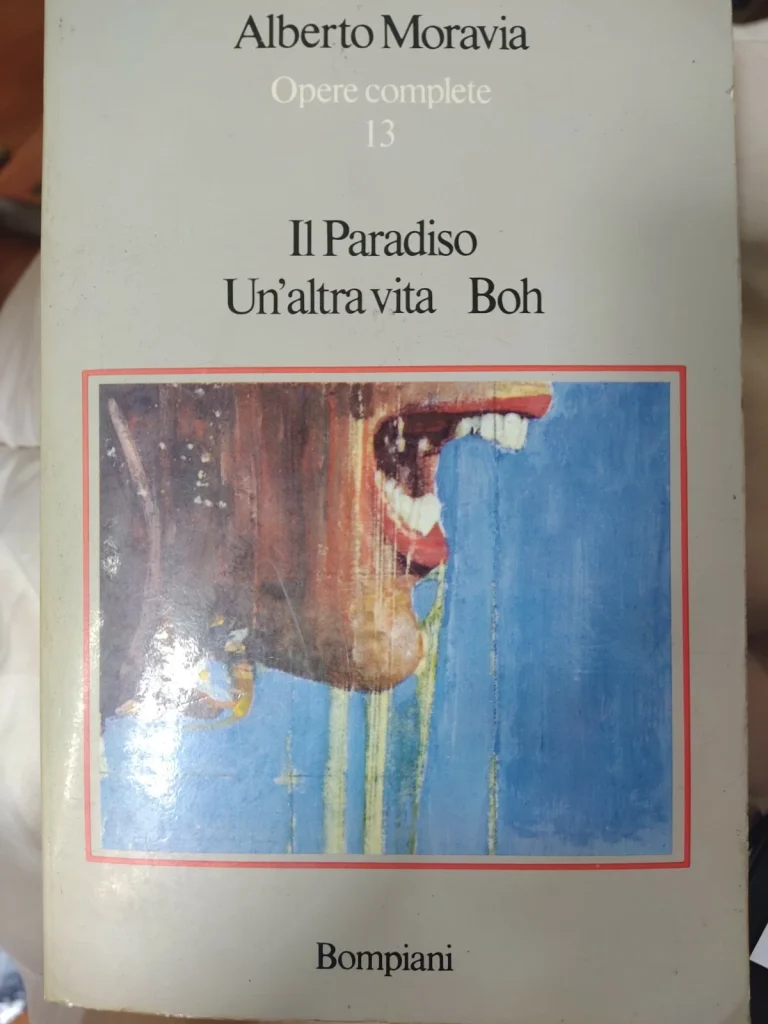 Alberto Moravia
Opere complete
13
Il Paradiso
Un'altra vita Boh
Bompiani